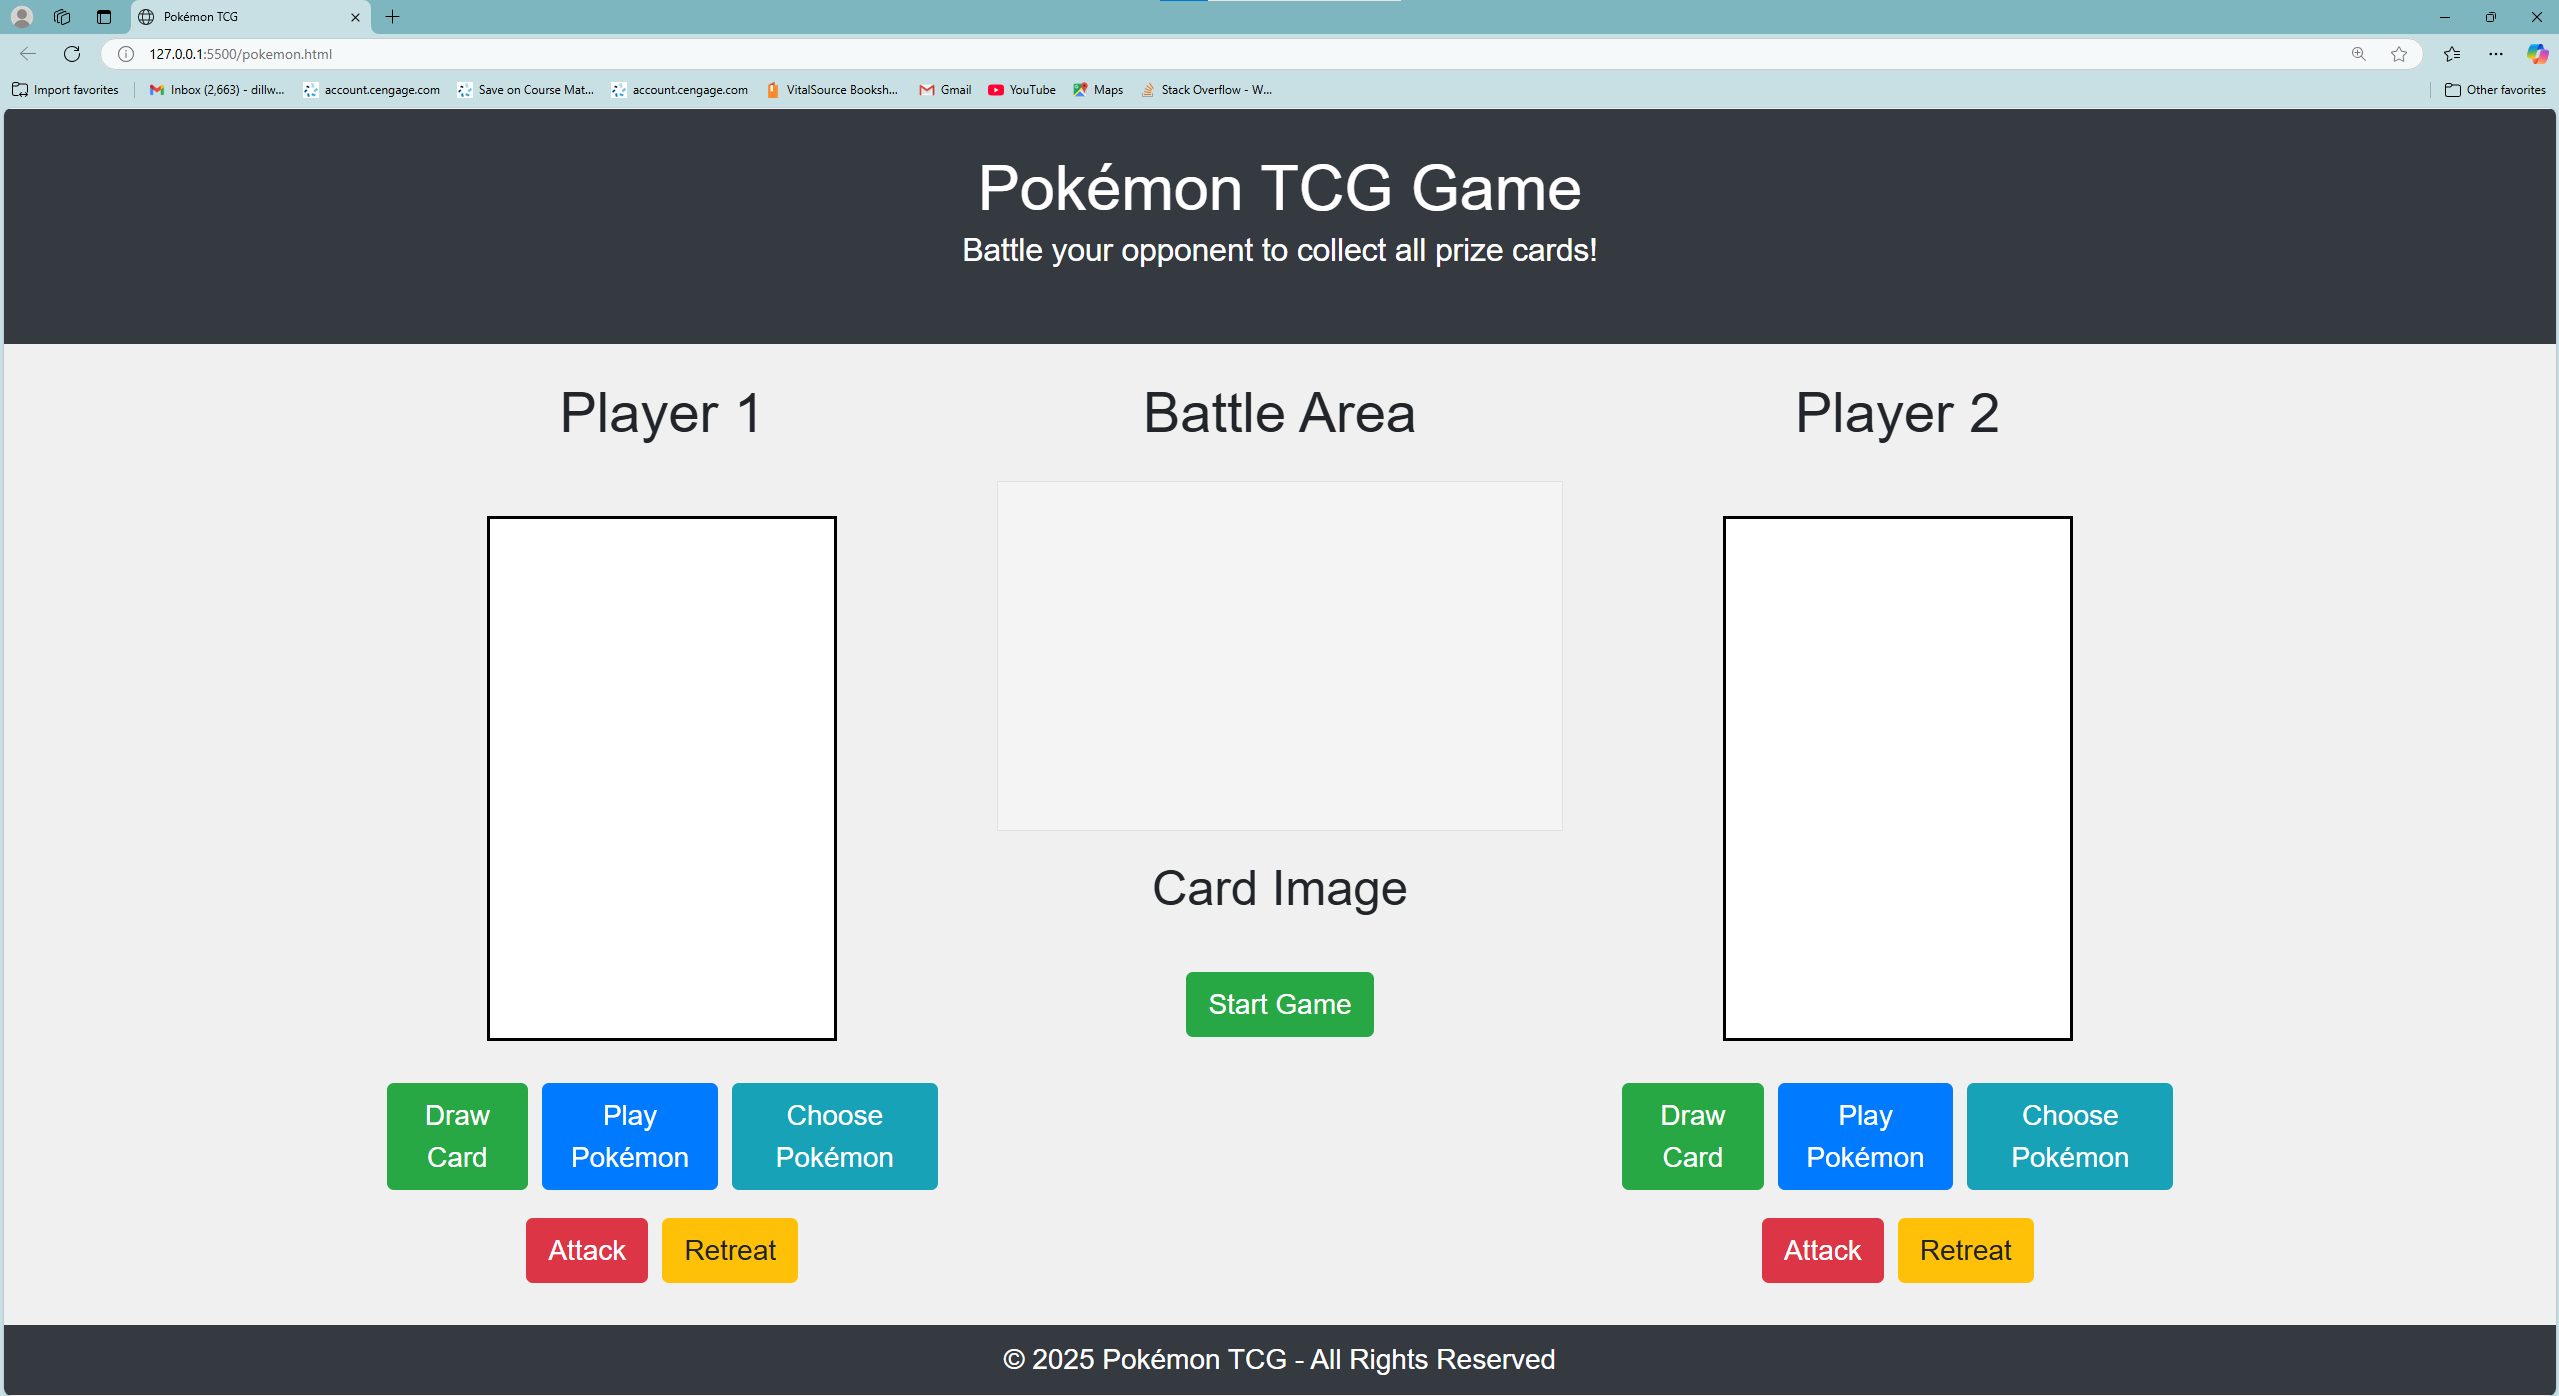 Pokémon TCG
127.0.0.1:5500/pokemon.html
Import favorites
Inbox (2,663) - dillw...
account.cengage.com
Save on Course Mat...
account.cengage.com
VitalSource Booksh...
Gmail
YouTube
Maps
Stack Overflow - W...
Other favorites
Pokémon TCG Game
Battle your opponent to collect all prize cards!
Player 1
Battle Area
Player 2
Card Image
Start Game
Draw
Card
Play
Pokémon
Choose
Pokémon
Attack
Retreat
Draw
Card
Play
Pokémon
Choose
Pokémon
Attack
Retreat
© 2025 Pokémon TCG - All Rights Reserved